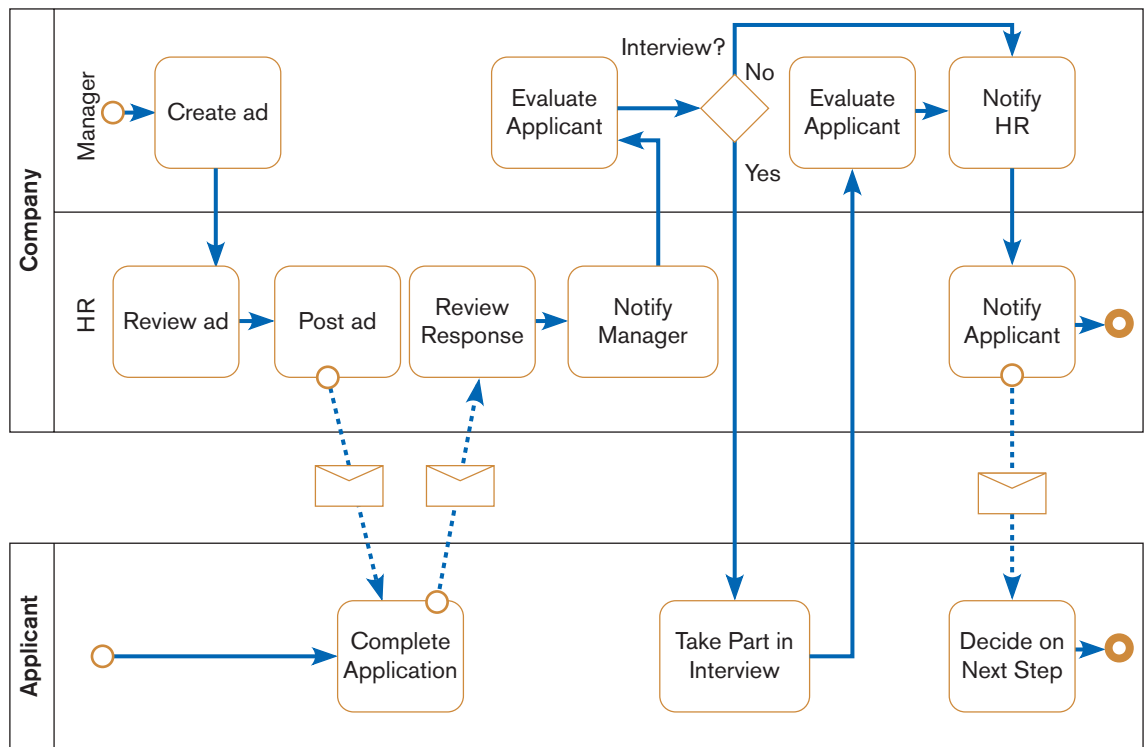 Company
Manager
Create ad
Evaluate
Applicant
Interview?
No
Yes
Evaluate
Applicant
Notify
HR
HR
Review ad
Post ad
Review
Response
Notify
Manager
Notify
Applicant
Applicant
Complete
Application
Take Part in
Interview
Decide on
Next Step